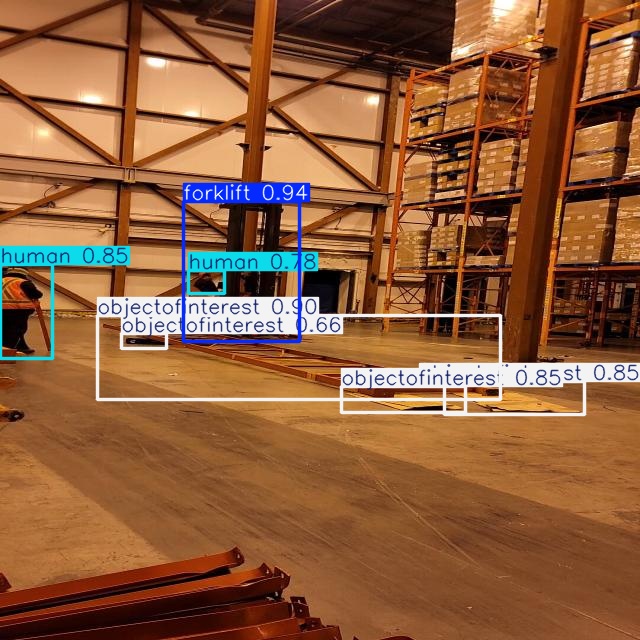 forklift 0.94
human 0.85
human 0.78
objectofinterest 0.90
objectofinterest 0.66
objectofinterest 0.85
st 0.85